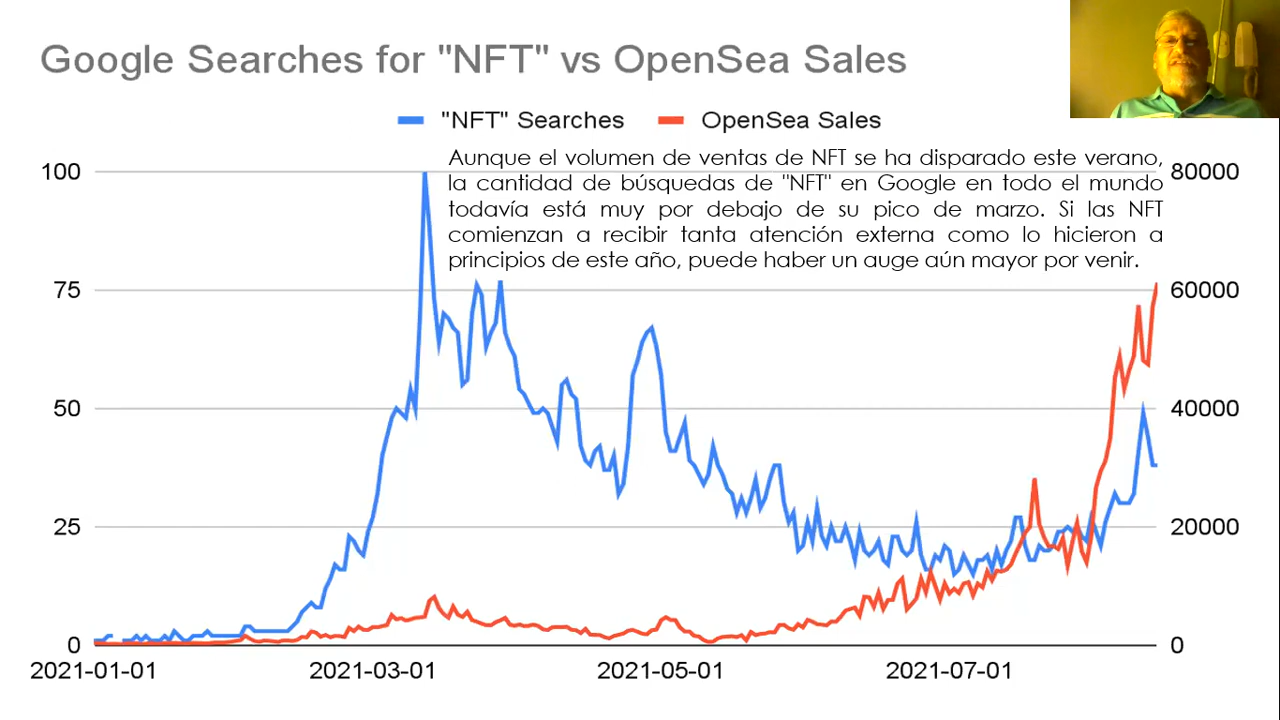 Google Searches for "NFT" vs OpenSea Sales
"NFT" Searches
OpenSea Sales
Aunque el volumen de ventas de NFT se ha disparado este verano,
la cantidad de búsquedas de "NFT" en Google en todo el mundo
todavía está muy por debajo de su pico de marzo. Si las NFT
comienzan a recibir tanta atención externa como lo hicieron a
principios de este año, puede haber un auge aún mayor por venir.
100
75
50
25
0
80000
60000
40000
20000
0
2021-01-01
2021-03-01
2021-05-01
2021-07-01